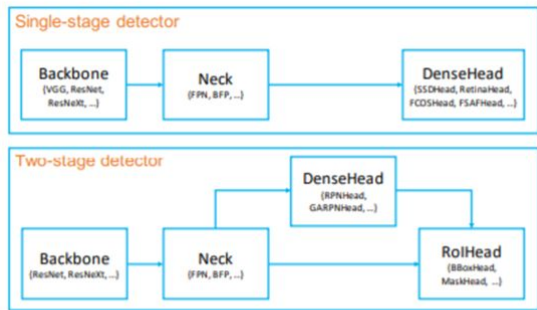 Single-stage detector
Backbone
{VGG, ResNet,
ResNeXt, ...}
Neck
{FPN, BFP, ...}
DenseHead
{SSDHead, RetinaHead,
FCOSHead, FSAFHead, ...}
Two-stage detector
DenseHead
{RPNHead,
GARPNHead, ...}
Backbone
{ResNet, ResNeXt, ...}
Neck
{FPN, BFP, ...}
RoIHead
{BBoxHead,
MaskHead, ...}